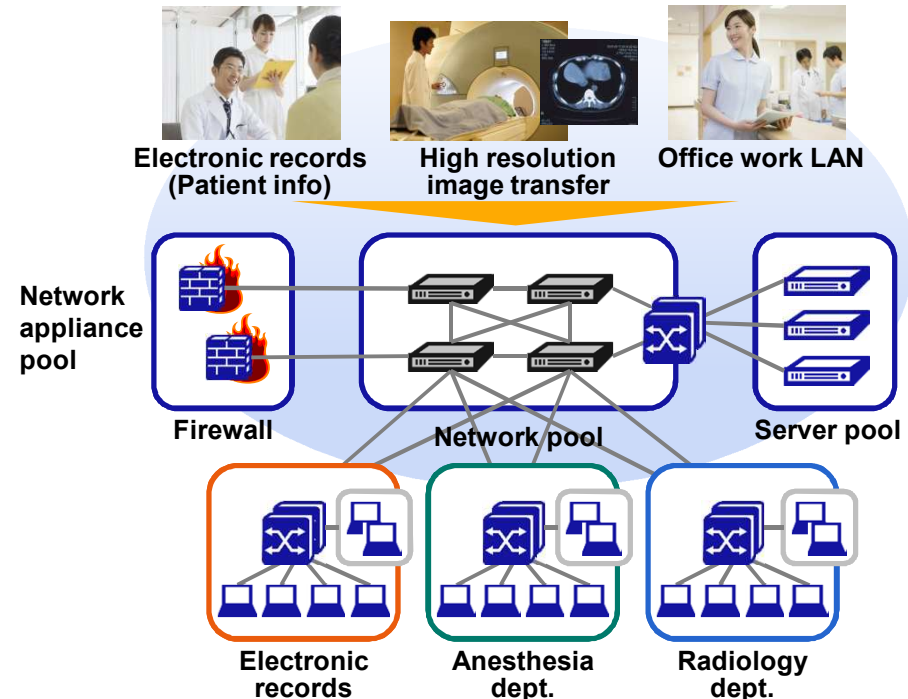 Electronic records
(Patient info)
High resolution
image transfer
Office work LAN
Network
appliance
pool
Firewall
Network pool
Server pool
Electronic
records
Anesthesia
dept.
Radiology
dept.